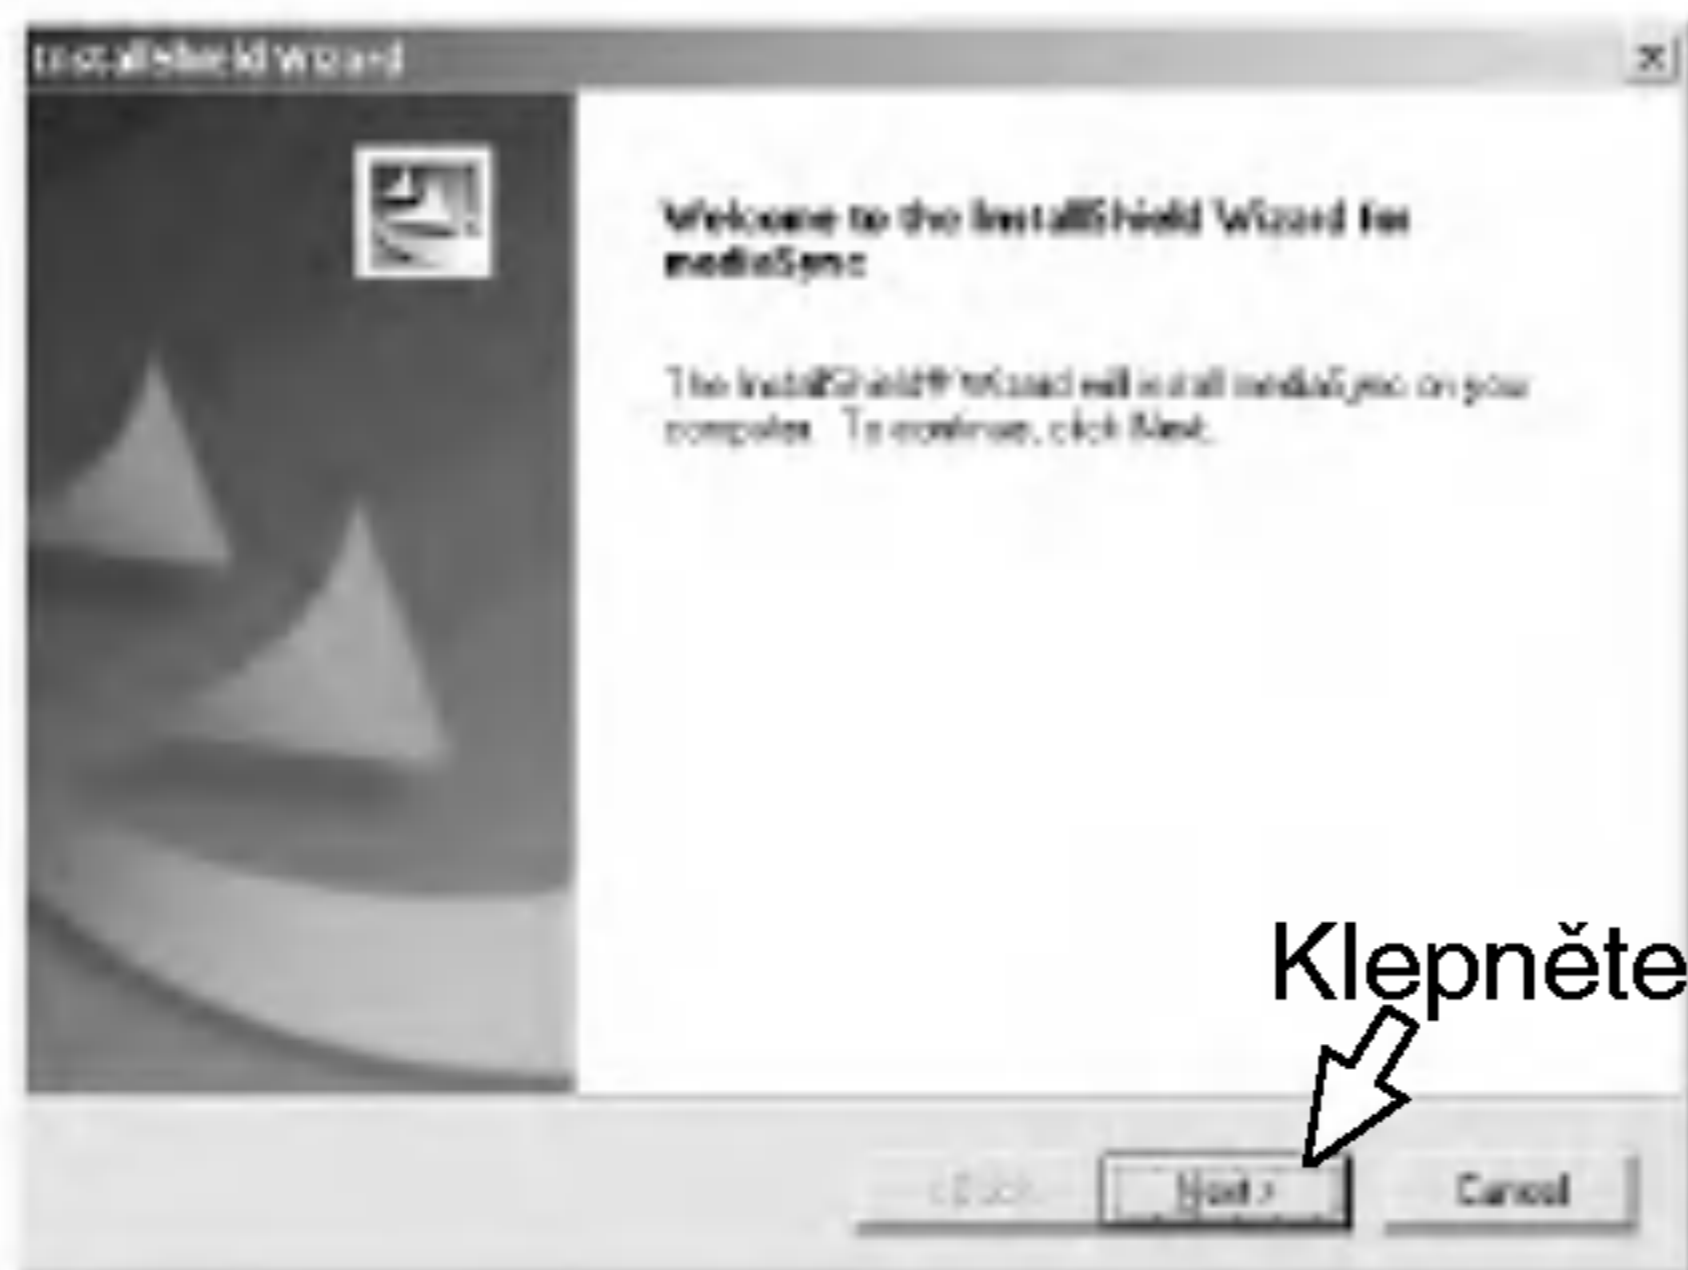 InstallShield Wizard
Welcome to the InstallShield Wizard for
mediaSync
The InstallShield® Wizard will install mediaSync on your
computer. To continue, click Next.
Klepněte
< Back
Next >
Cancel